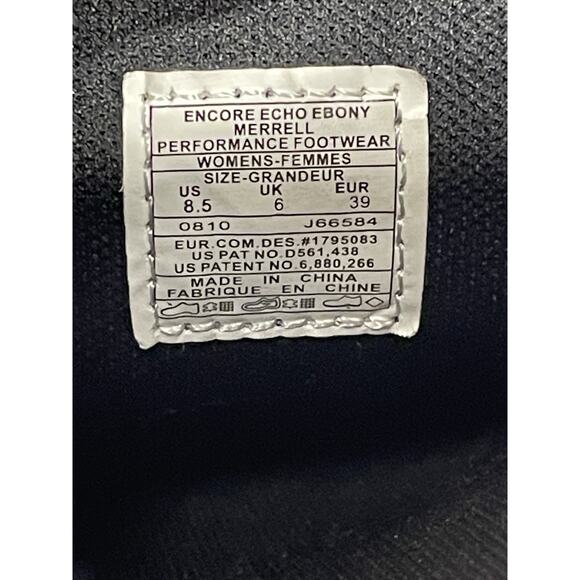 ENCORE ECHO EBONY
MERRELL
PERFORMANCE FOOTWEAR
WOMENS-FEMMES
SIZE-GRANDEUR
US UK EUR
8.5 6 39
0810 J66584
EUR.COM.DES.#1795083
US PAT NO.D561,438
US PATENT NO.6,880,266
MADE IN CHINA
FABRIQUE EN CHINE